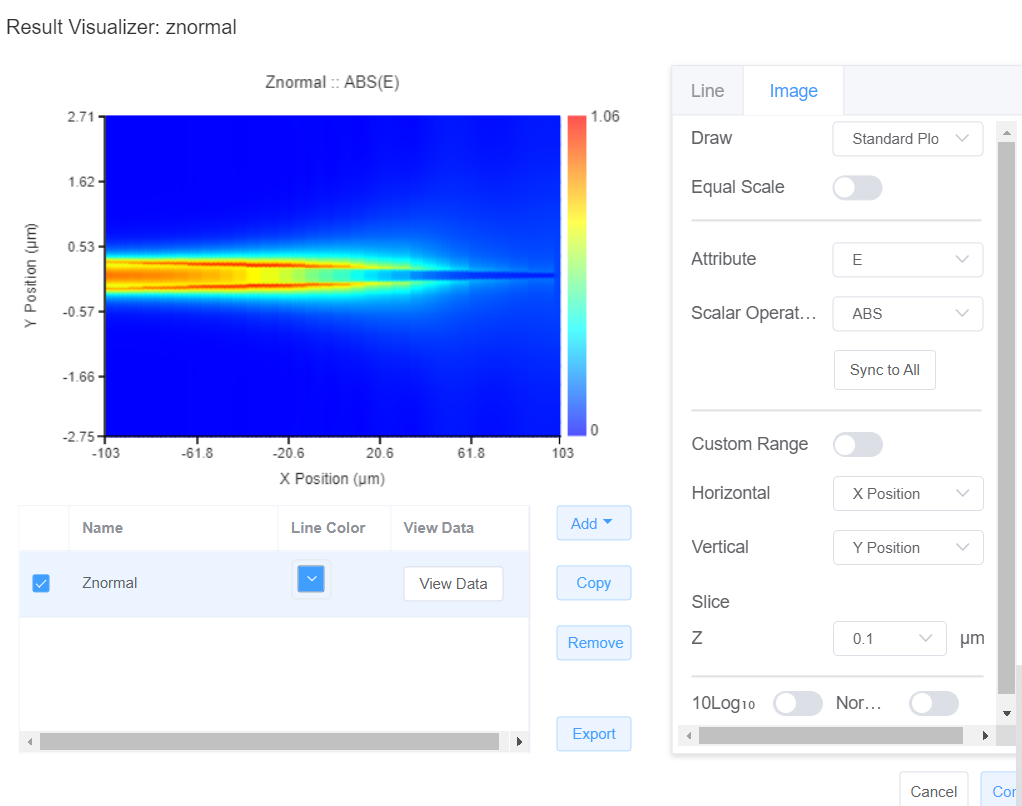 Result Visualizer: znormal
Znormal :: ABS(E)
2.71
1.62
0.53
-0.57
-1.66
-2.75
Y Position (µm)
-103
-61.8
-20.6
20.6
61.8
103
X Position (µm)
1.06
0
Name
Line Color
View Data
Znormal
View Data
Add
Copy
Remove
Export
Line
Image
Draw
Standard Plo
Equal Scale
Attribute
E
Scalar Operat...
ABS
Sync to All
Custom Range
Horizontal
X Position
Vertical
Y Position
Slice
Z
0.1
µm
10Log₁₀
Nor...
Cancel
Cor